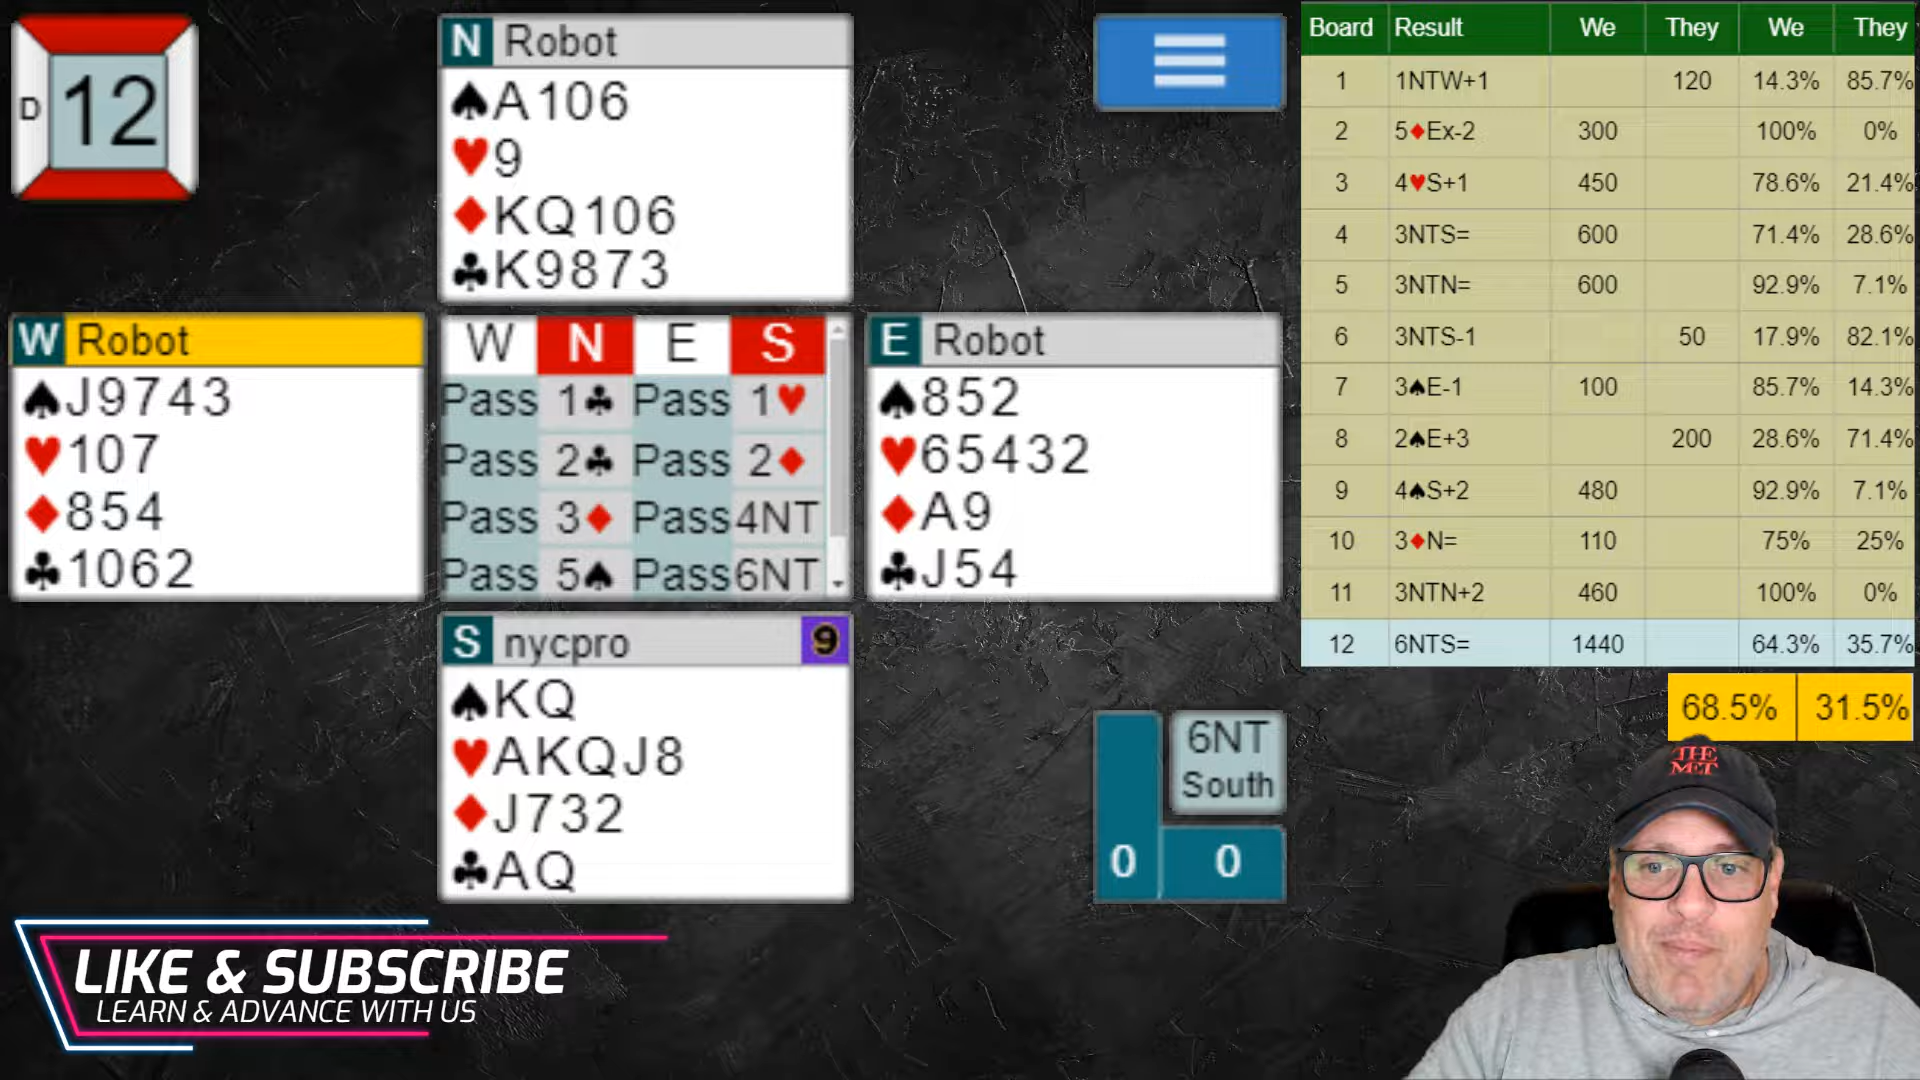 D 12
N Robot
♠A106
♥9
♦KQ106
♣K9873
W Robot
♠J9743
♥107
♦854
♣1062
W N E S
Pass 1♣ Pass 1♥
Pass 2♣ Pass 2♦
Pass 3♦ Pass 4NT
Pass 5♠ Pass 6NT
E Robot
♠852
♥65432
♦A9
♣J54
S nycpro 9
♠KQ
♥AKQJ8
♦J732
♣AQ
6NT
South
0 0
Board Result We They We They
1 1NTW+1 120 14.3% 85.7%
2 5♦Ex-2 300 100% 0%
3 4♥S+1 450 78.6% 21.4%
4 3NTS= 600 71.4% 28.6%
5 3NTN= 600 92.9% 7.1%
6 3NTS-1 50 17.9% 82.1%
7 3♠E-1 100 85.7% 14.3%
8 2♠E+3 200 28.6% 71.4%
9 4♠S+2 480 92.9% 7.1%
10 3♦N= 110 75% 25%
11 3NTN+2 460 100% 0%
12 6NTS= 1440 64.3% 35.7%
68.5% 31.5%
THE
MET
LIKE & SUBSCRIBE
LEARN & ADVANCE WITH US